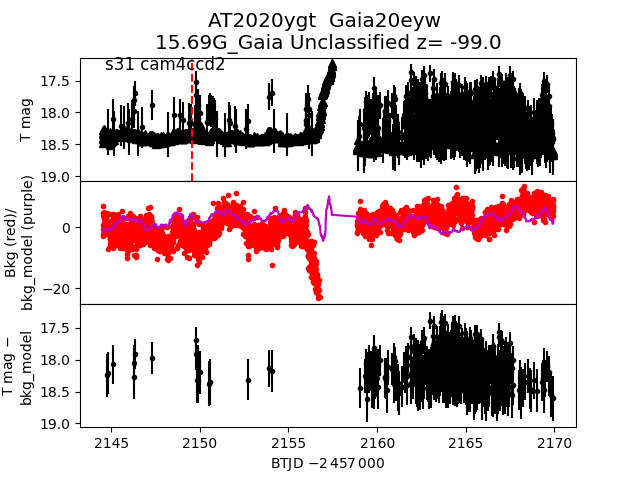 AT2020ygt  Gaia20eyw
15.69G_Gaia Unclassified z= -99.0
s31 cam4ccd2
T mag
17.5
18.0
18.5
19.0
Bkg (red)/
bkg_model (purple)
0
−20
T mag −
bkg_model
17.5
18.0
18.5
19.0
2145
2150
2155
2160
2165
2170
BTJD −2 457 000